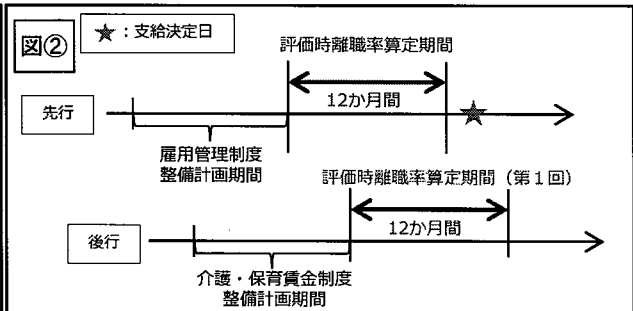 図②
★：支給決定日
評価時離職率算定期間
12か月間
先行
雇用管理制度
整備計画期間
評価時離職率算定期間（第１回）
12か月間
後行
介護・保育賃金制度
整備計画期間